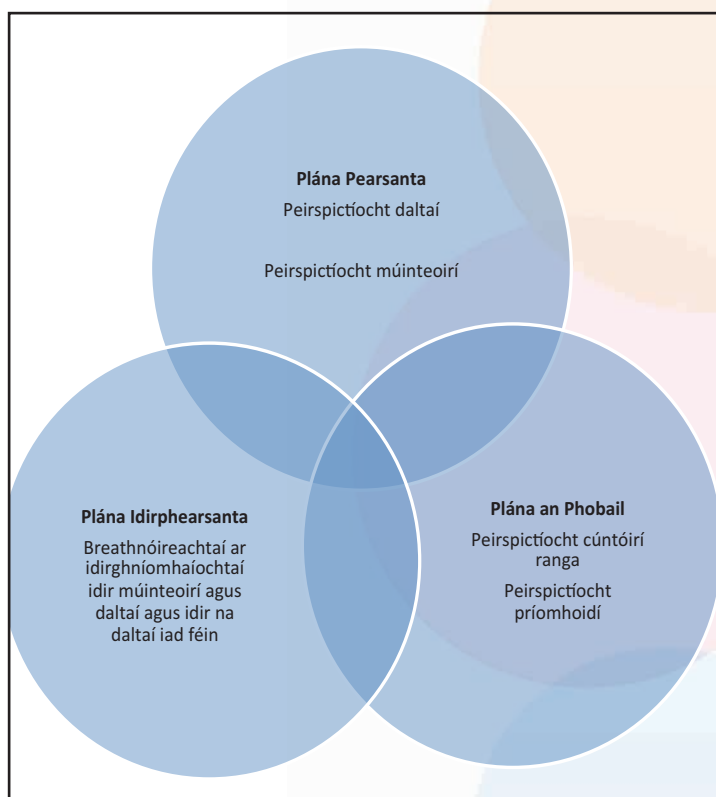 Plána Pearsanta
Peirspictíocht daltaí
Peirspictíocht múinteoirí
Plána Idirphearsanta
Breathnóireachtaí ar
idirghníomhaíochtaí
idir múinteoirí agus
daltaí agus idir na
daltaí iad féin
Plána an Phobail
Peirspictíocht cúntóirí
ranga
Peirspictíocht
príomhoidí